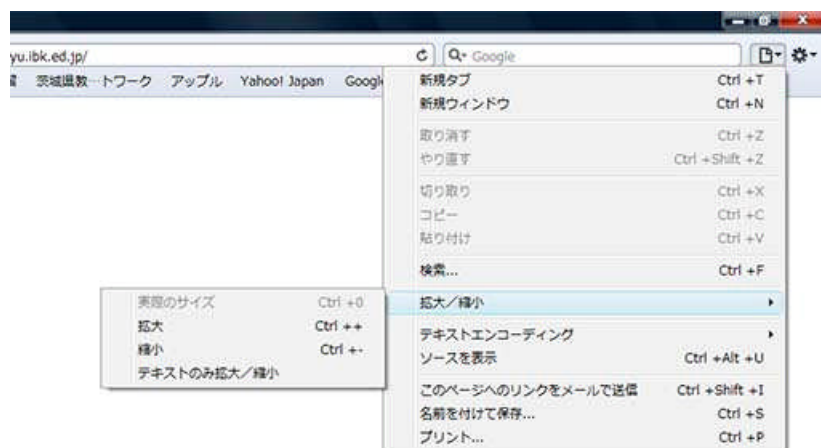 yu.ibk.ed.jp/
Google
茨城県教…トワーク アップル Yahoo! Japan Googl
新規タブ Ctrl +T
新規ウィンドウ Ctrl +N
取り消す Ctrl +Z
やり直す Ctrl +Shift +Z
切り取り Ctrl +X
コピー Ctrl +C
貼り付け Ctrl +V
検索... Ctrl +F
拡大／縮小
実際のサイズ Ctrl +0
拡大 Ctrl ++
縮小 Ctrl +-
テキストのみ拡大／縮小
テキストエンコーディング
ソースを表示 Ctrl +Alt +U
このページへのリンクをメールで送信 Ctrl +Shift +I
名前を付けて保存... Ctrl +S
プリント... Ctrl +P